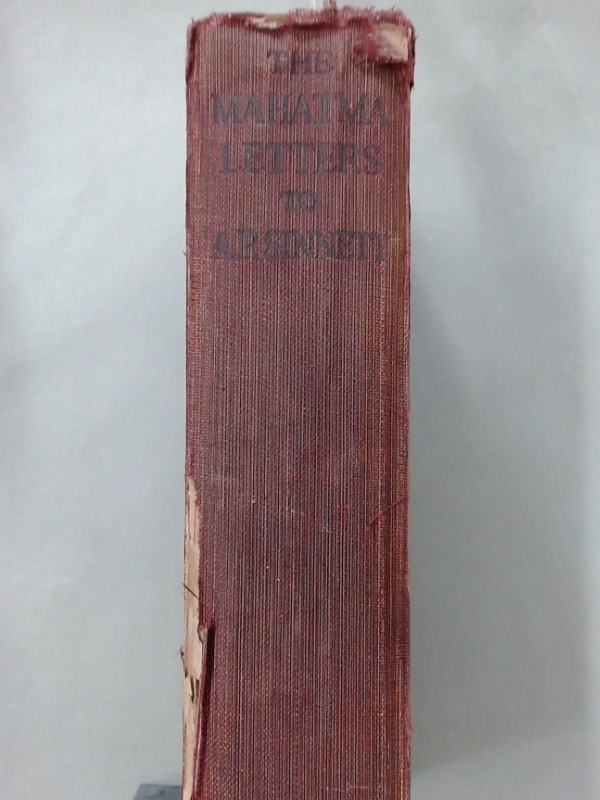 THE
MAHATMA
LETTERS
TO
A.P. SINNETT